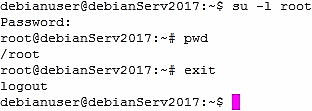 debianuser@debianServ2017:~$ su -l root
Password:
root@debianServ2017:~# pwd
/root
root@debianServ2017:~# exit
logout
debianuser@debianServ2017:~$